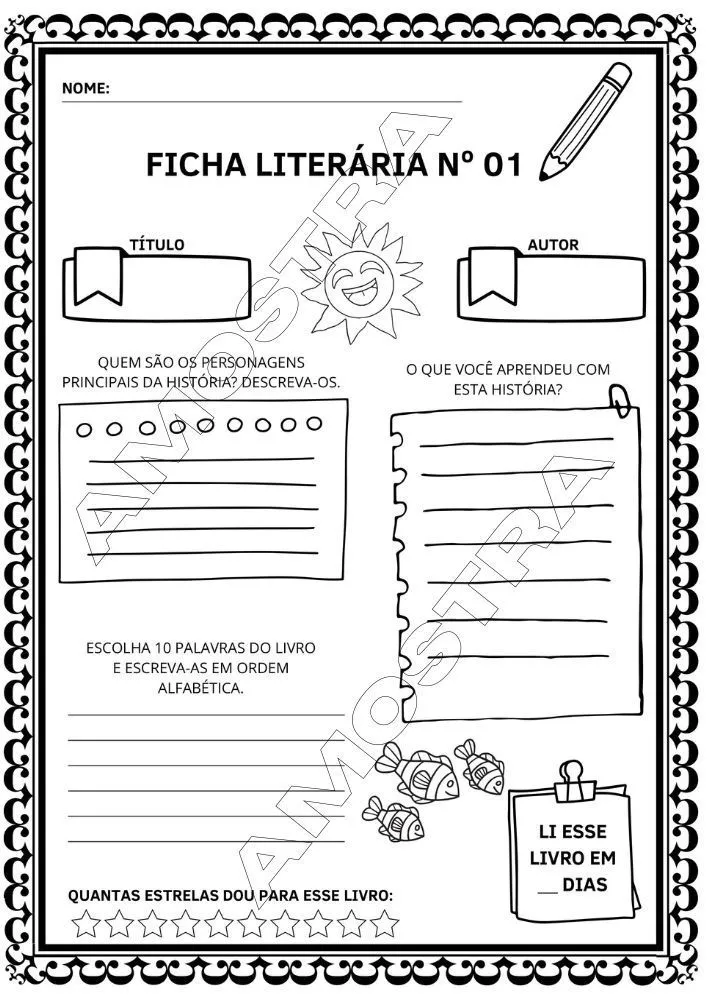 NOME:
FICHA LITERÁRIA Nº 01
TÍTULO
AUTOR
QUEM SÃO OS PERSONAGENS
PRINCIPAIS DA HISTÓRIA? DESCREVA-OS.
O QUE VOCÊ APRENDEU COM
ESTA HISTÓRIA?
ESCOLHA 10 PALAVRAS DO LIVRO
E ESCREVA-AS EM ORDEM
ALFABÉTICA.
LI ESSE
LIVRO EM
__ DIAS
QUANTAS ESTRELAS DOU PARA ESSE LIVRO:
AMOSTRA
AMOSTRA